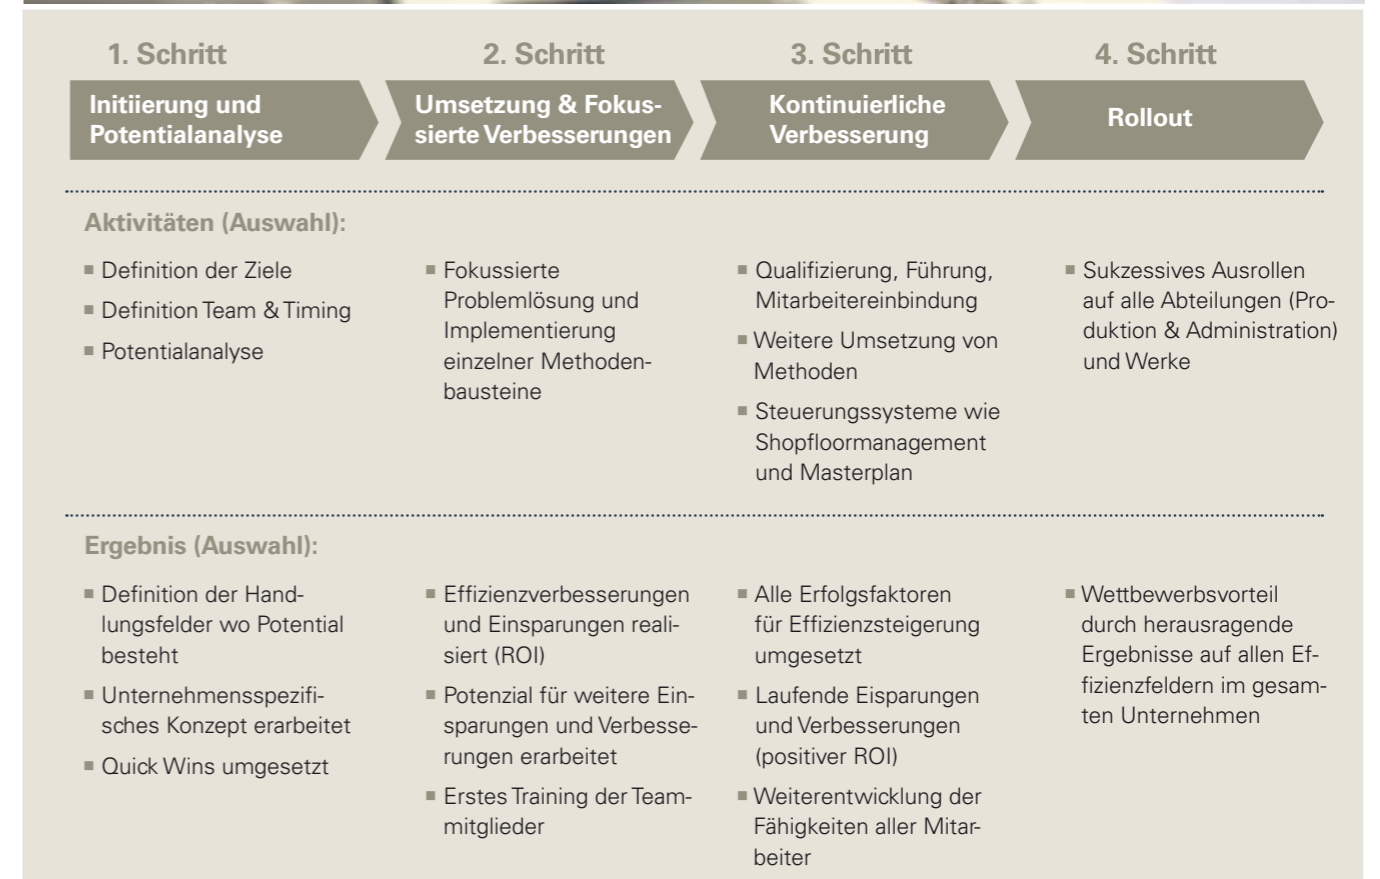 1. Schritt
2. Schritt
3. Schritt
4. Schritt
Initiierung und
Potentialanalyse
Umsetzung & Fokus-
sierte Verbesserungen
Kontinuierliche
Verbesserung
Rollout
Aktivitäten (Auswahl):
▪ Definition der Ziele
▪ Definition Team & Timing
▪ Potentialanalyse
▪ Fokussierte
Problemlösung und
Implementierung
einzelner Methoden-
bausteine
▪ Qualifizierung, Führung,
Mitarbeitereinbindung
▪ Weitere Umsetzung von
Methoden
▪ Steuerungssysteme wie
Shopfloormanagement
und Masterplan
▪ Sukzessives Ausrollen
auf alle Abteilungen (Pro-
duktion & Administration)
und Werke
Ergebnis (Auswahl):
▪ Definition der Hand-
lungsfelder wo Potential
besteht
▪ Unternehmensspezifi-
sches Konzept erarbeitet
▪ Quick Wins umgesetzt
▪ Effizienzverbesserungen
und Einsparungen reali-
siert (ROI)
▪ Potenzial für weitere Ein-
sparungen und Verbesse-
rungen erarbeitet
▪ Erstes Training der Team-
mitglieder
▪ Alle Erfolgsfaktoren
für Effizienzsteigerung
umgesetzt
▪ Laufende Eisparungen
und Verbesserungen
(positiver ROI)
▪ Weiterentwicklung der
Fähigkeiten aller Mitar-
beiter
▪ Wettbewerbsvorteil
durch herausragende
Ergebnisse auf allen Ef-
fizienzfeldern im gesam-
ten Unternehmen